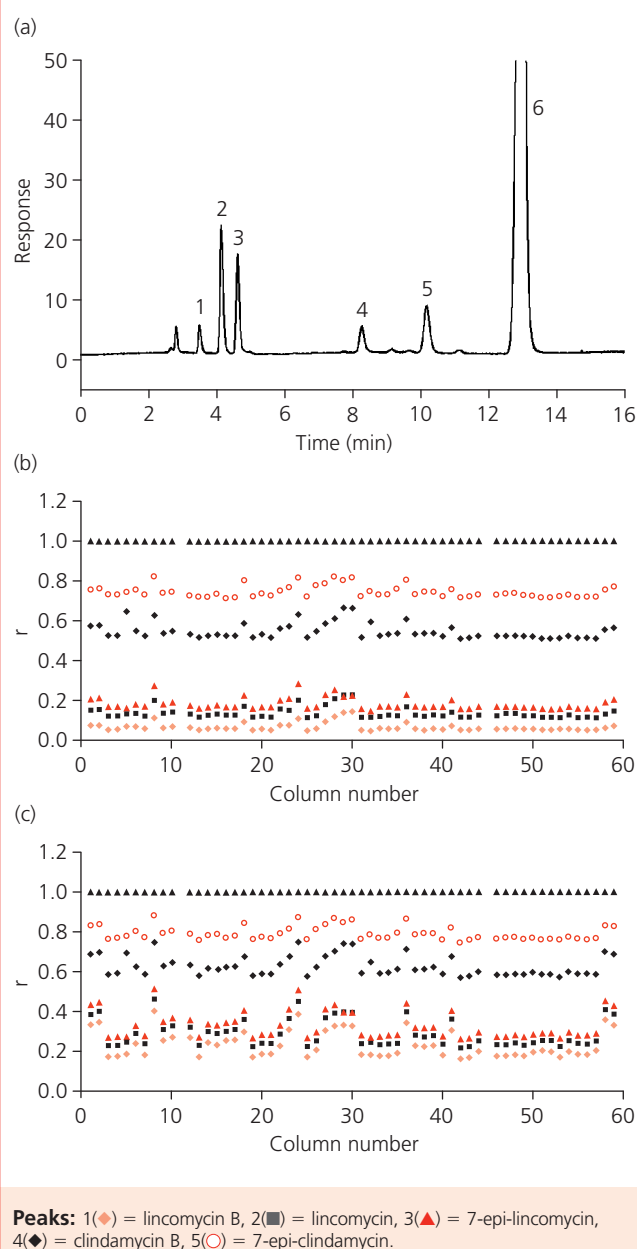 (a)
50
40
30
20
10
0
Response
1
2
3
4
5
6
0 2 4 6 8 10 12 14 16
Time (min)
(b)
1.2
1.0
0.8
0.6
0.4
0.2
0.0
r
0 10 20 30 40 50 60
Column number
(c)
1.2
1.0
0.8
0.6
0.4
0.2
0.0
r
0 10 20 30 40 50 60
Column number
Peaks: 1(◆) = lincomycin B, 2(■) = lincomycin, 3(▲) = 7-epi-lincomycin,
4(◆) = clindamycin B, 5(○) = 7-epi-clindamycin.